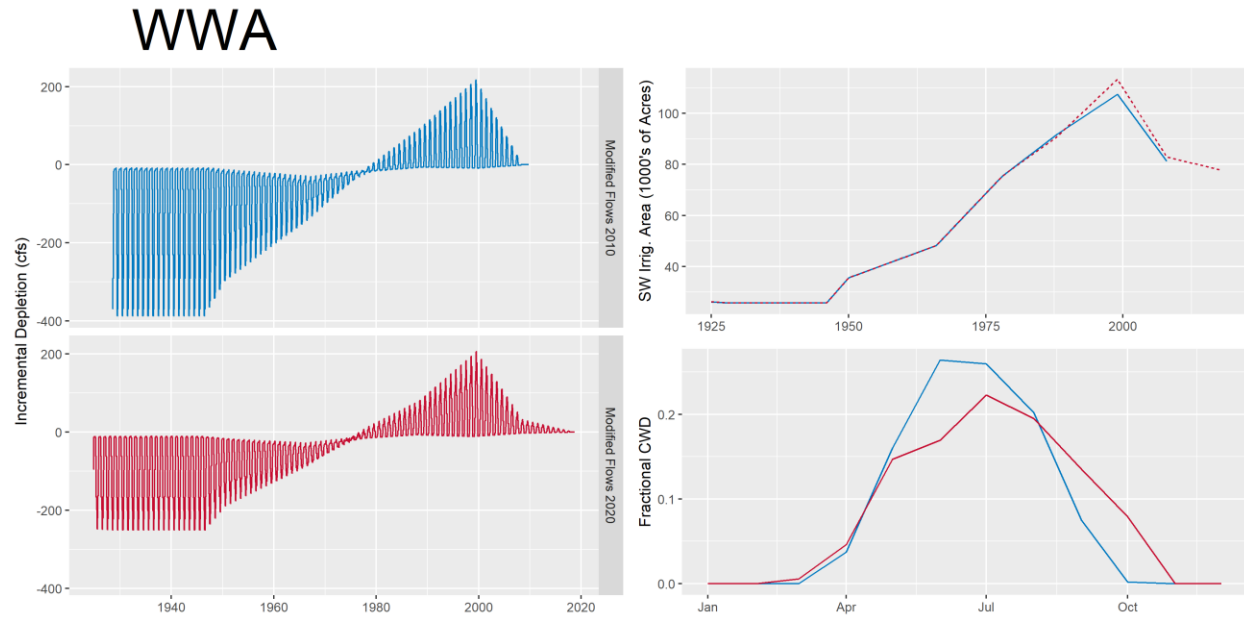 WWA
Incremental Depletion (cfs)
200
0
-200
-400
Modified Flows 2010
200
0
-200
-400
Modified Flows 2020
1940 1960 1980 2000 2020
SW Irrig. Area (1000's of Acres)
100
80
60
40
1925 1950 1975 2000
Fractional CWD
0.2
0.1
0.0
Jan Apr Jul Oct